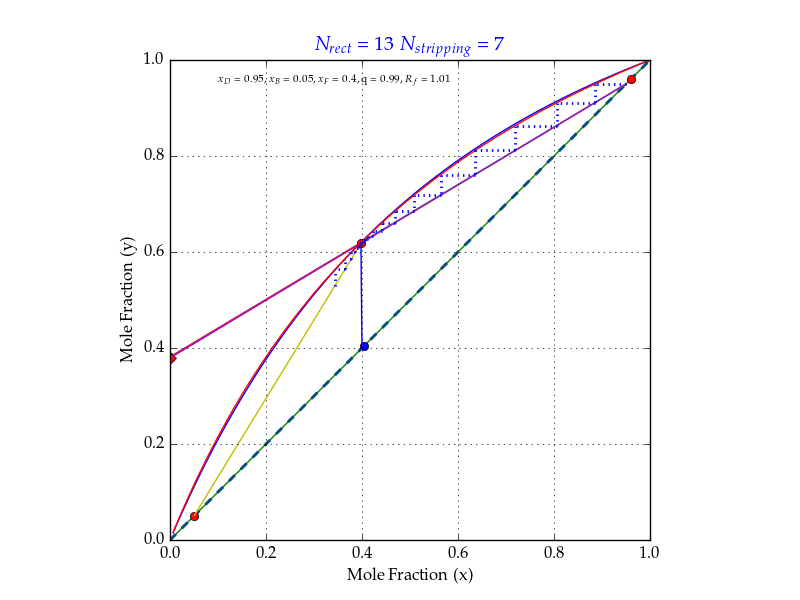 N_rect = 13 N_stripping = 7
x_D = 0.95, x_B = 0.05, x_F = 0.4, q = 0.99, R_f = 1.01
1.0
0.8
0.6
0.4
0.2
0.0
Mole Fraction (y)
0.0 0.2 0.4 0.6 0.8 1.0
Mole Fraction (x)